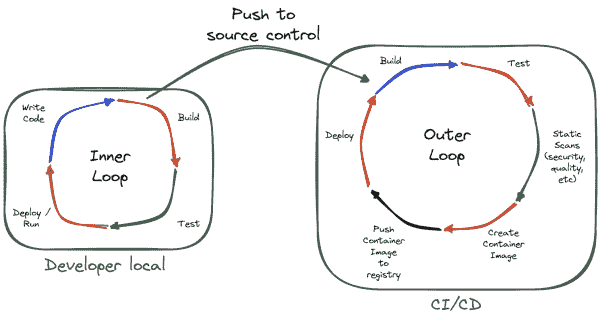 Push to
source control
Write
Code
Build
Inner
Loop
Deploy /
Run
Test
Developer local
Build
Test
Deploy
Outer
Loop
Static
Scans
(security,
quality,
etc)
Push
Container
Image
to
registry
Create
Container
Image
CI/CD